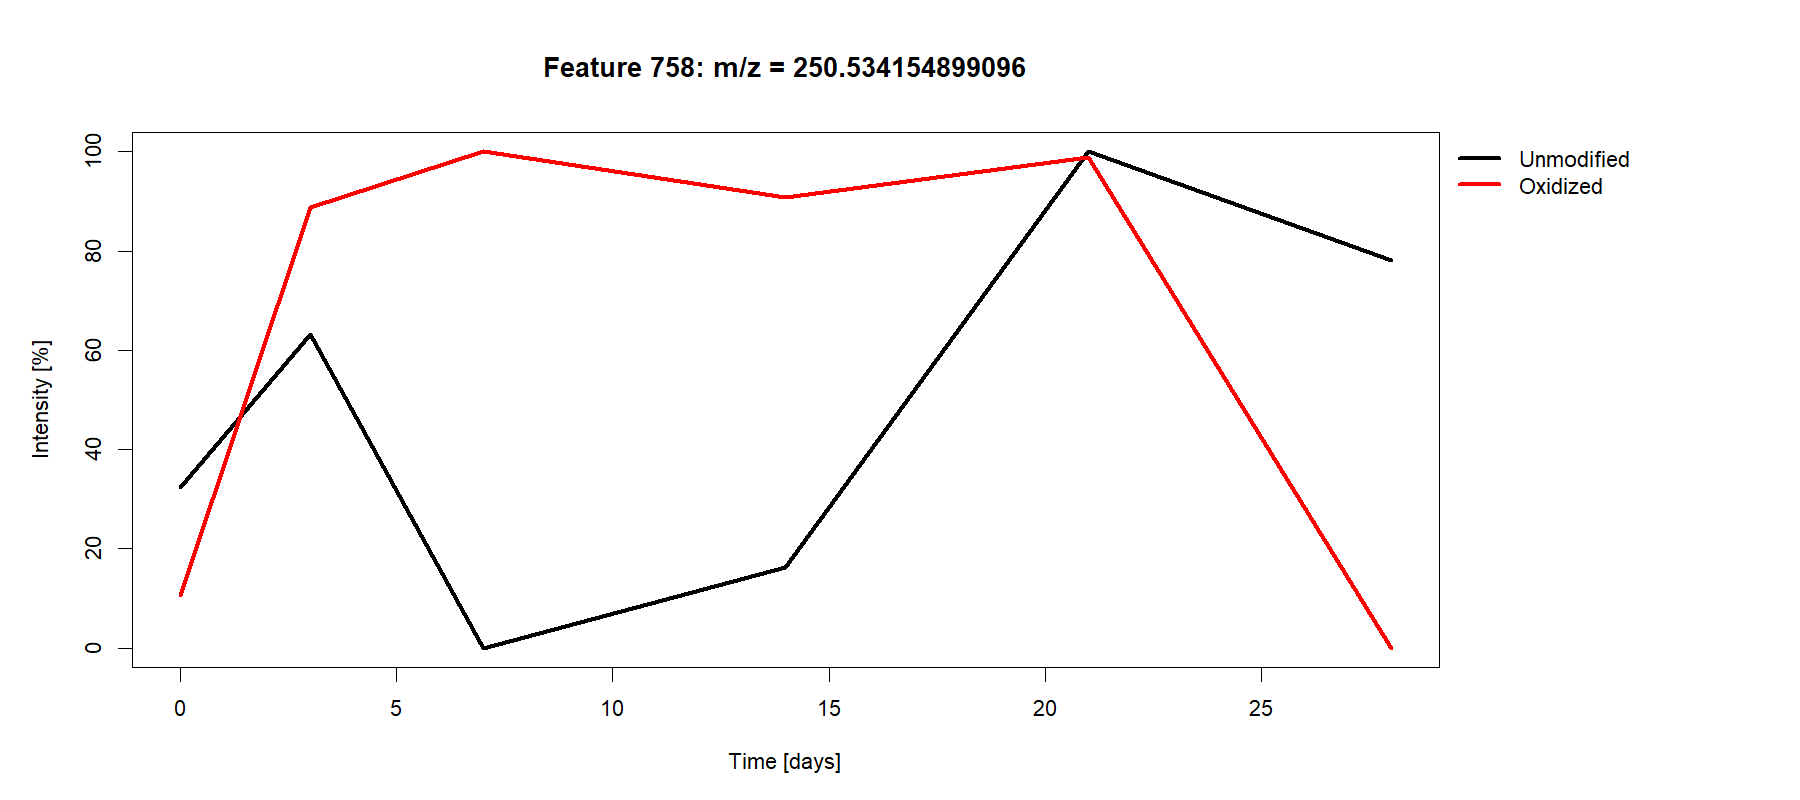 Feature 758: m/z = 250.534154899096
Unmodified
Oxidized
Intensity [%]
100
80
60
40
20
0
0 5 10 15 20 25
Time [days]